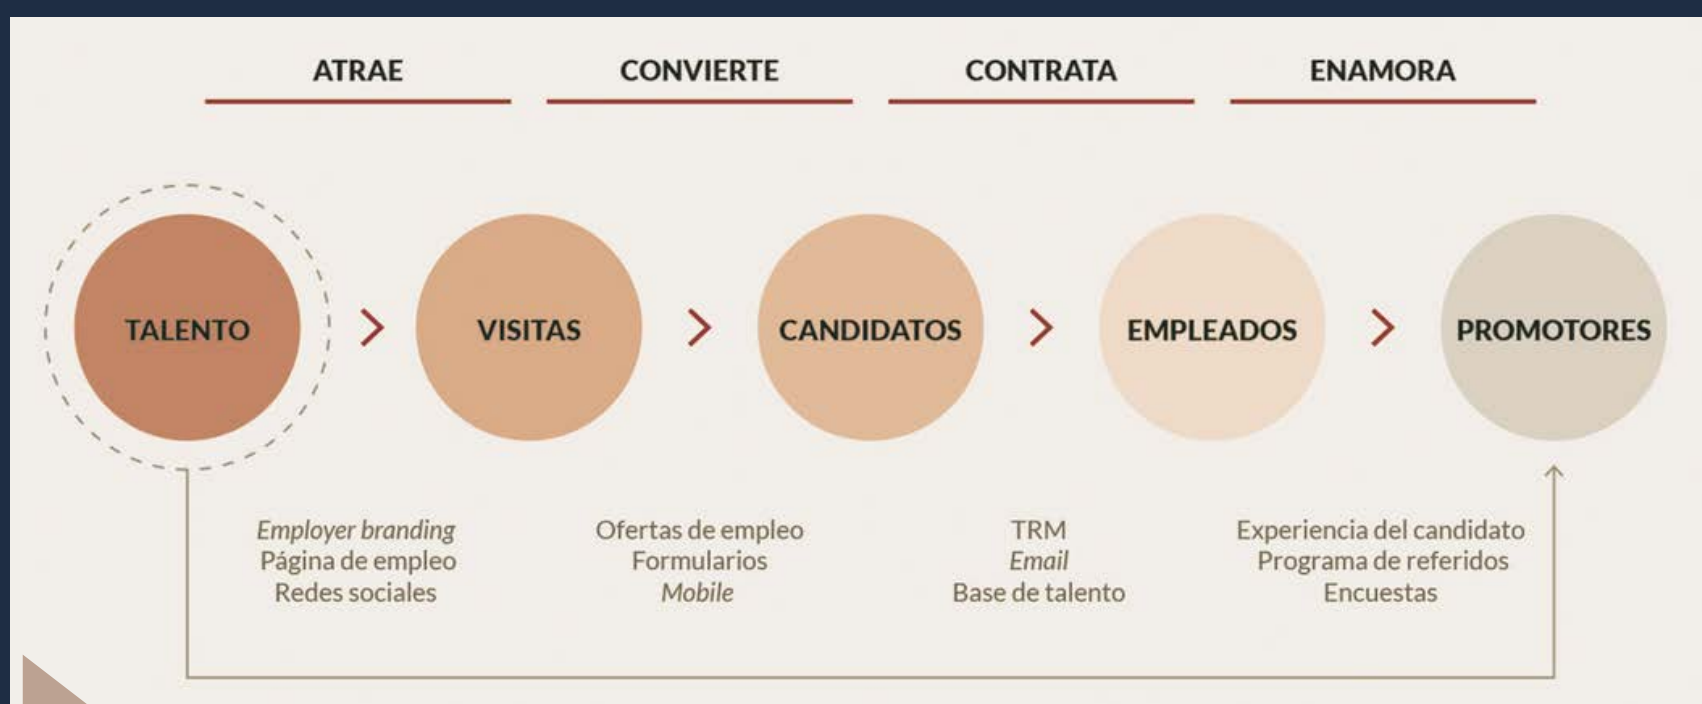 ATRAE
CONVIERTE
CONTRATA
ENAMORA
TALENTO
VISITAS
CANDIDATOS
EMPLEADOS
PROMOTORES
Employer branding
Página de empleo
Redes sociales
Ofertas de empleo
Formularios
Mobile
TRM
Email
Base de talento
Experiencia del candidato
Programa de referidos
Encuestas